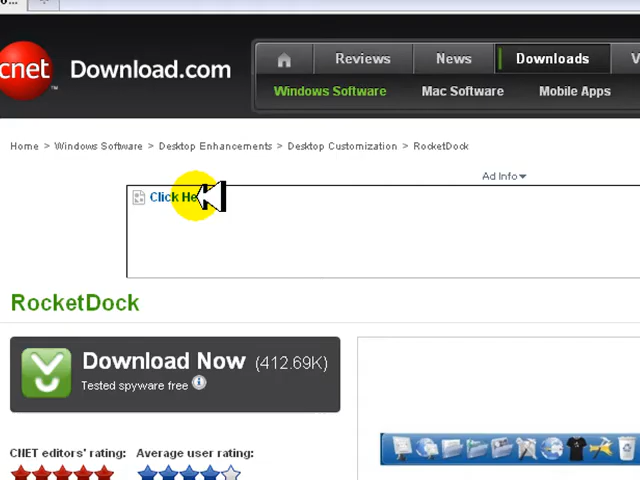 cnet Download.com
Reviews News Downloads
Windows Software Mac Software Mobile Apps
Home > Windows Software > Desktop Enhancements > Desktop Customization > RocketDock
Ad Info
Click
RocketDock
Download Now (412.69K)
Tested spyware free
CNET editors' rating: Average user rating: